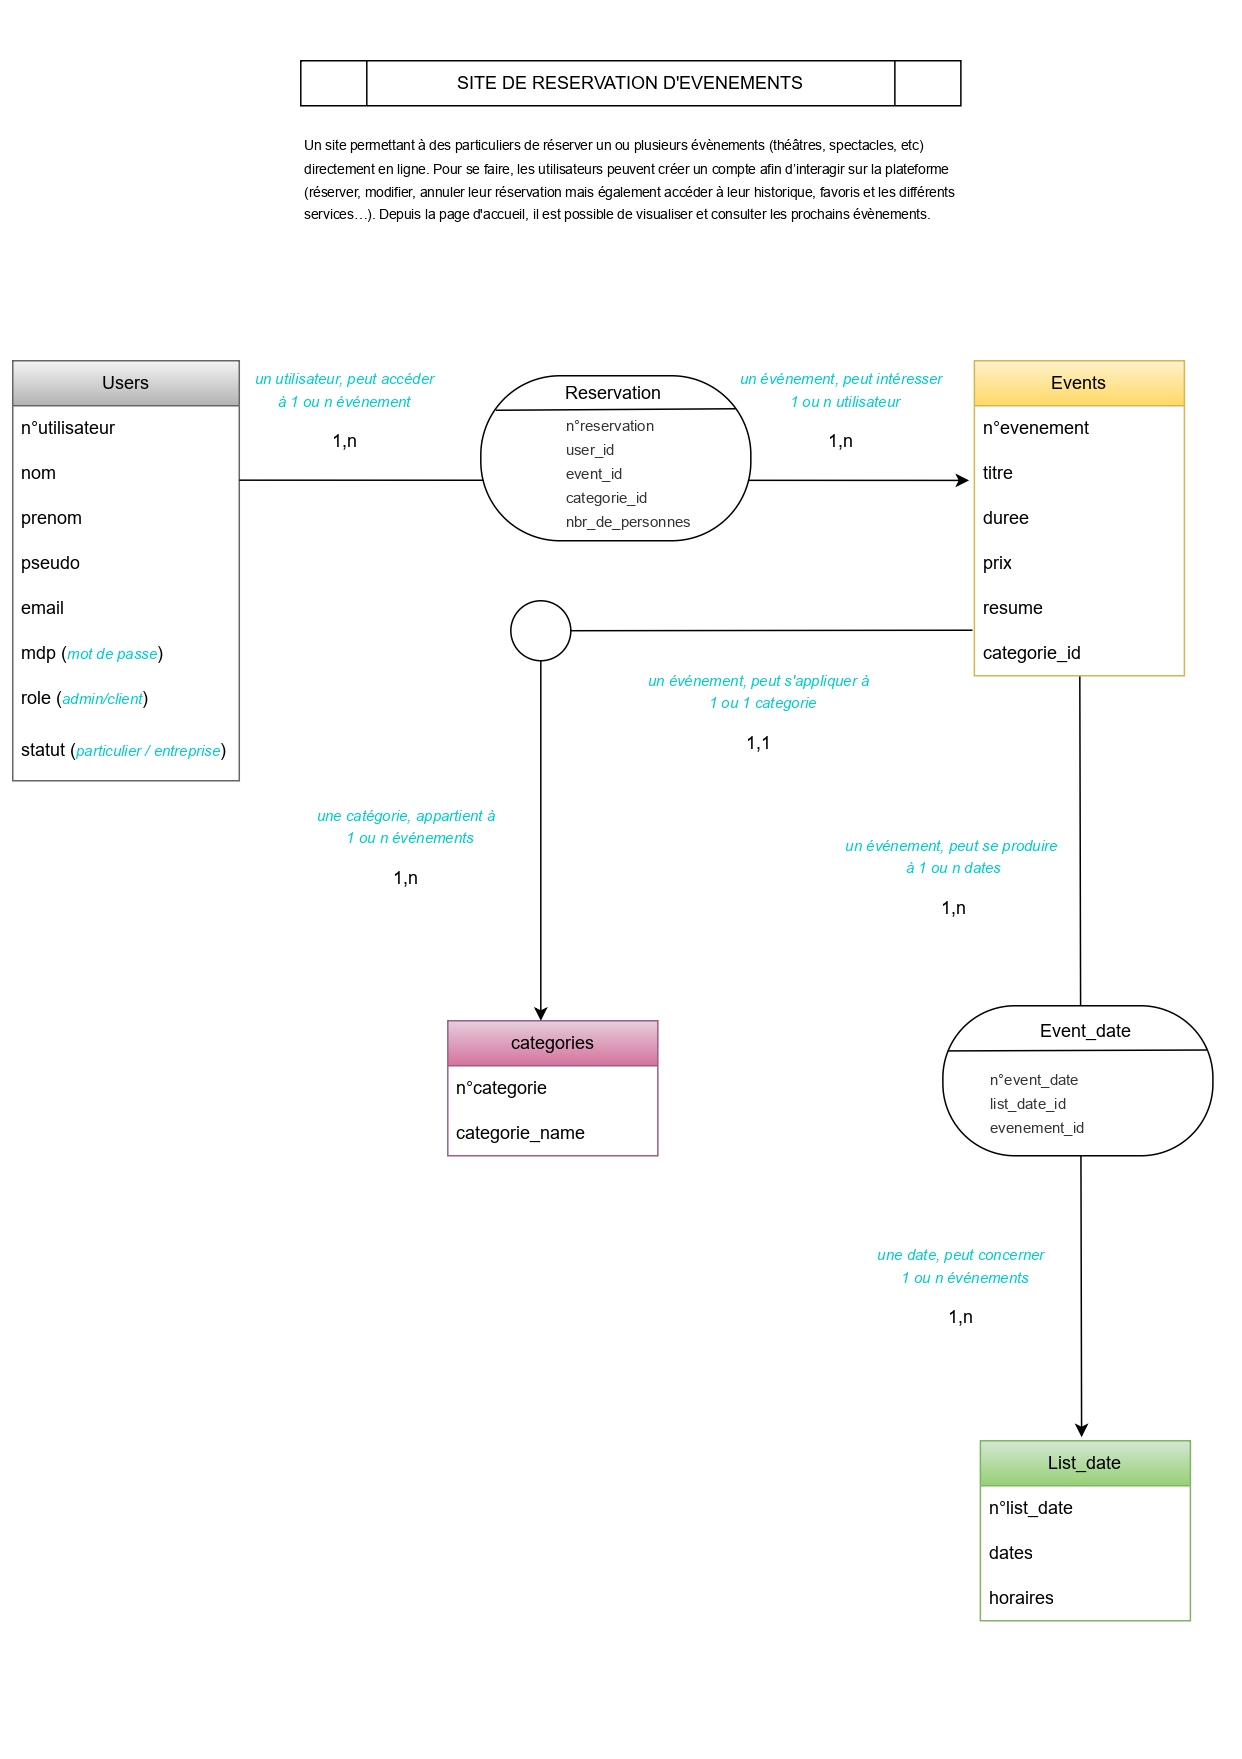 SITE DE RESERVATION D'EVENEMENTS
Un site permettant à des particuliers de réserver un ou plusieurs évènements (théâtres, spectacles, etc)
directement en ligne. Pour se faire, les utilisateurs peuvent créer un compte afin d'interagir sur la plateforme
(réserver, modifier, annuler leur réservation mais également accéder à leur historique, favoris et les différents
services…). Depuis la page d'accueil, il est possible de visualiser et consulter les prochains évènements.
Users
n°utilisateur
nom
prenom
pseudo
email
mdp (mot de passe)
role (admin/client)
statut (particulier / entreprise)
un utilisateur, peut accéder
à 1 ou n événement
1,n
Reservation
n°reservation
user_id
event_id
categorie_id
nbr_de_personnes
un événement, peut intéresser
1 ou n utilisateur
1,n
Events
n°evenement
titre
duree
prix
resume
categorie_id
un événement, peut s'appliquer à
1 ou 1 categorie
1,1
une catégorie, appartient à
1 ou n événements
1,n
un événement, peut se produire
à 1 ou n dates
1,n
categories
n°categorie
categorie_name
Event_date
n°event_date
list_date_id
evenement_id
une date, peut concerner
1 ou n événements
1,n
List_date
n°list_date
dates
horaires